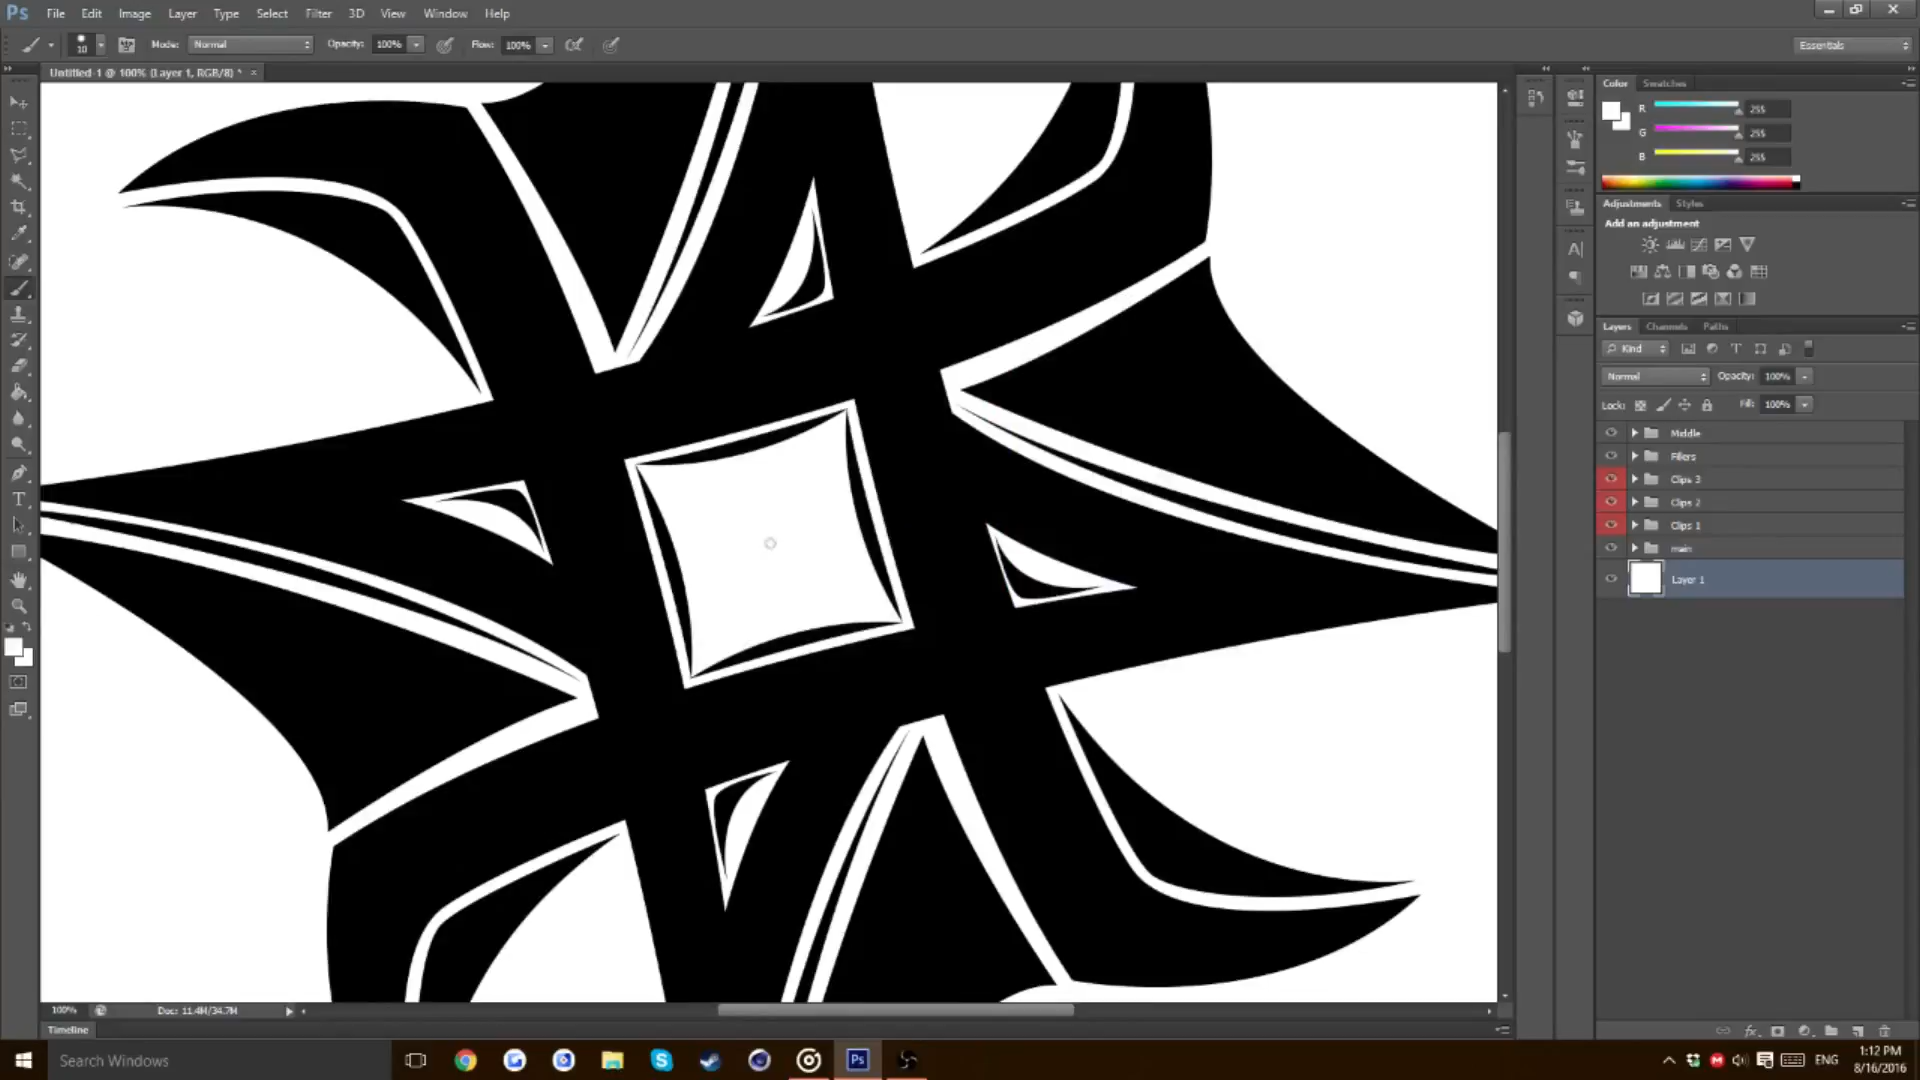 Ps File Edit Image Layer Type Select Filter 3D View Window Help
10 Mode: Normal Opacity: 100% Flow: 100% Essentials
Untitled-1 @ 100% (Layer 1, RGB/8) * ×
Color Swatches
R 255
G 255
B 255
Adjustments Styles
Add an adjustment
Layers Channels Paths
Kind
Normal Opacity: 100%
Lock: Fill: 100%
Middle
Fillers
Clips 3
Clips 2
Clips 1
main
Layer 1
100% Doc: 11.4M/34.7M
Timeline
Search Windows
Ps
ENG
1:12 PM
8/16/2016